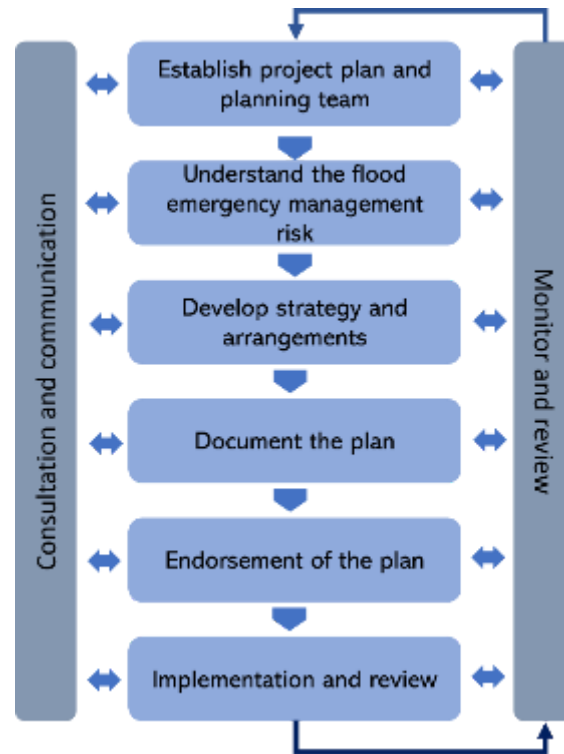 Consultation and communication
Establish project plan and
planning team
Understand the flood
emergency management
risk
Develop strategy and
arrangements
Document the plan
Endorsement of the plan
Implementation and review
Monitor and review